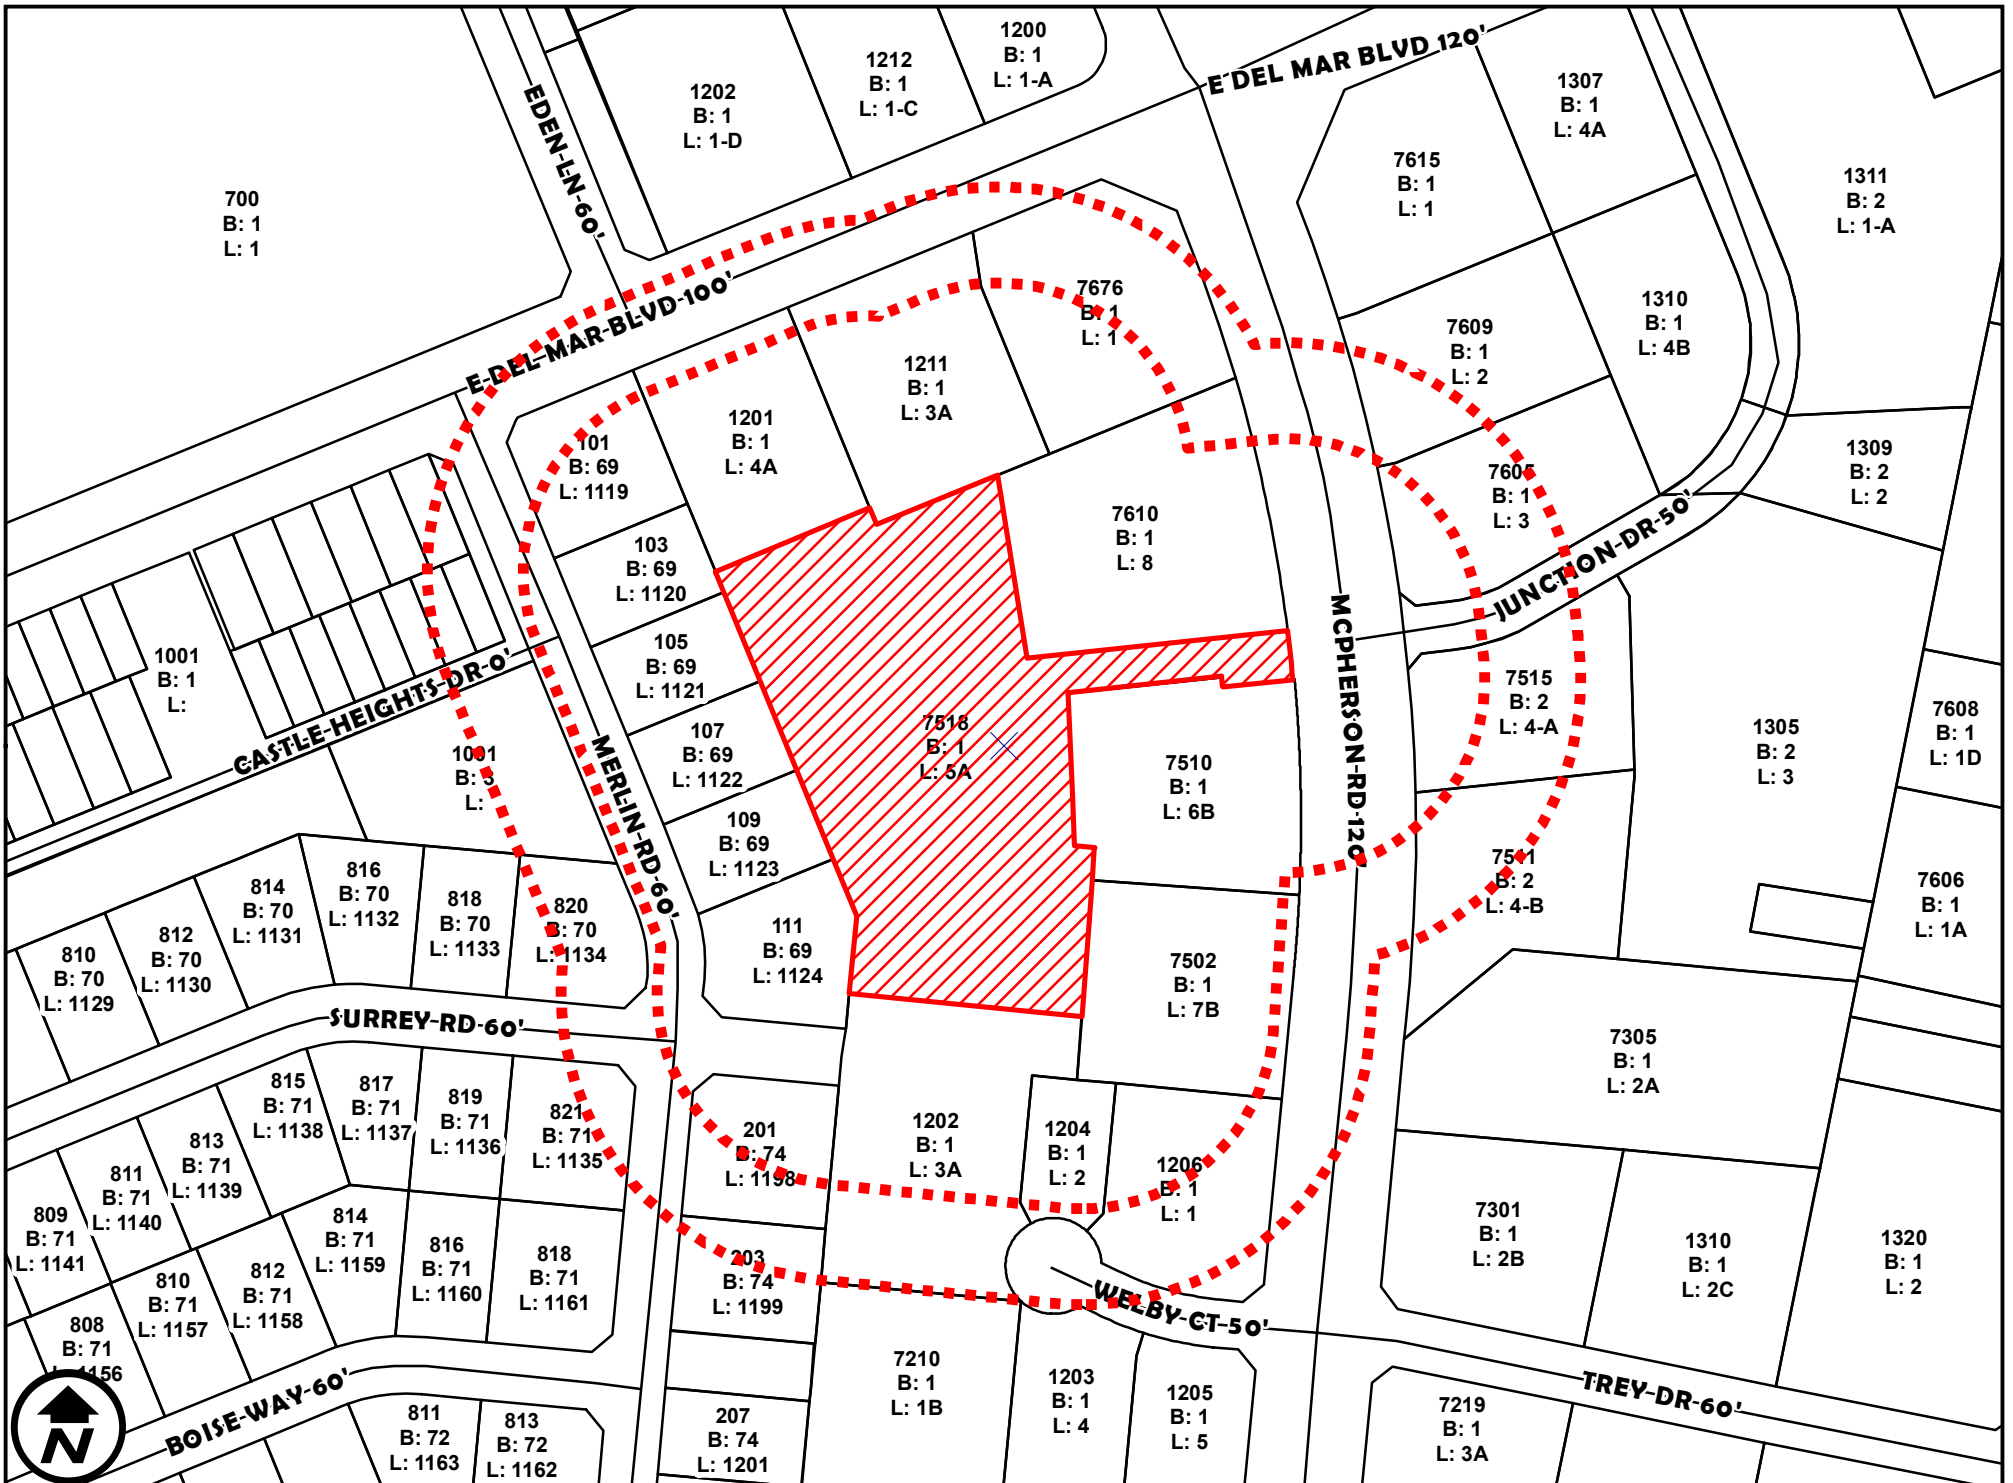 1200
B: 1
L: 1-A
E DEL MAR BLVD 120'
1212
B: 1
L: 1-C
1202
B: 1
L: 1-D
1307
B: 1
L: 4A
EDEN-LN-60'
7615
B: 1
L: 1
1311
B: 2
L: 1-A
700
B: 1
L: 1
E-DEL-MAR-BLVD-100'
7676
B: 1
L: 1
1310
B: 1
L: 4B
7609
B: 1
L: 2
1211
B: 1
L: 3A
1201
B: 1
L: 4A
101
B: 69
L: 1119
1309
B: 2
L: 2
7605
B: 1
L: 3
7610
B: 1
L: 8
JUNCTION-DR-50'
103
B: 69
L: 1120
105
B: 69
L: 1121
1001
B: 1
L:
CASTLE-HEIGHTS-DR-0'
MCPHERSON-RD-120'
7515
B: 2
L: 4-A
1305
B: 2
L: 3
7608
B: 1
L: 1D
7518
B: 1
L: 5A
107
B: 69
L: 1122
1001
B: 3
L:
MERLIN-RD-60'
7510
B: 1
L: 6B
109
B: 69
L: 1123
7511
B: 2
L: 4-B
7606
B: 1
L: 1A
816
B: 70
L: 1132
814
B: 70
L: 1131
818
B: 70
L: 1133
820
B: 70
L: 1134
111
B: 69
L: 1124
812
B: 70
L: 1130
810
B: 70
L: 1129
7502
B: 1
L: 7B
SURREY-RD-60'
7305
B: 1
L: 2A
815
B: 71
L: 1138
817
B: 71
L: 1137
819
B: 71
L: 1136
821
B: 71
L: 1135
201
B: 74
L: 1198
1202
B: 1
L: 3A
1204
B: 1
L: 2
1206
B: 1
L: 1
813
B: 71
L: 1139
811
B: 71
L: 1140
809
B: 71
L: 1141
814
B: 71
L: 1159
816
B: 71
L: 1160
818
B: 71
L: 1161
203
B: 74
L: 1199
7301
B: 1
L: 2B
1310
B: 1
L: 2C
1320
B: 1
L: 2
812
B: 71
L: 1158
810
B: 71
L: 1157
808
B: 71
L: 1156
WELBY-CT-50'
TREY-DR-60'
7210
B: 1
L: 1B
1203
B: 1
L: 4
1205
B: 1
L: 5
7219
B: 1
L: 3A
BOISE-WAY-60'
811
B: 72
L: 1163
813
B: 72
L: 1162
207
B: 74
L: 1201
N